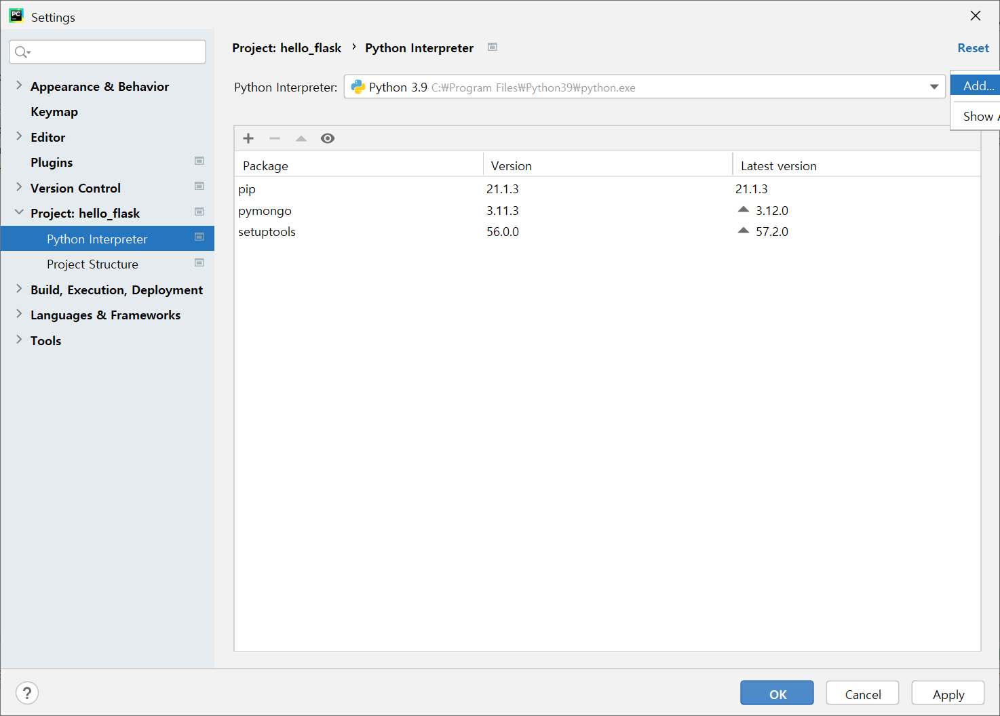 PC
Settings
Project: hello_flask › Python Interpreter
Reset
Python Interpreter: Python 3.9 C:₩Program Files₩Python39₩python.exe
Add...
Show
Appearance & Behavior
Keymap
Editor
Plugins
Version Control
Project: hello_flask
Python Interpreter
Project Structure
Build, Execution, Deployment
Languages & Frameworks
Tools
Package Version Latest version
pip 21.1.3 21.1.3
pymongo 3.11.3 3.12.0
setuptools 56.0.0 57.2.0
?
OK Cancel Apply